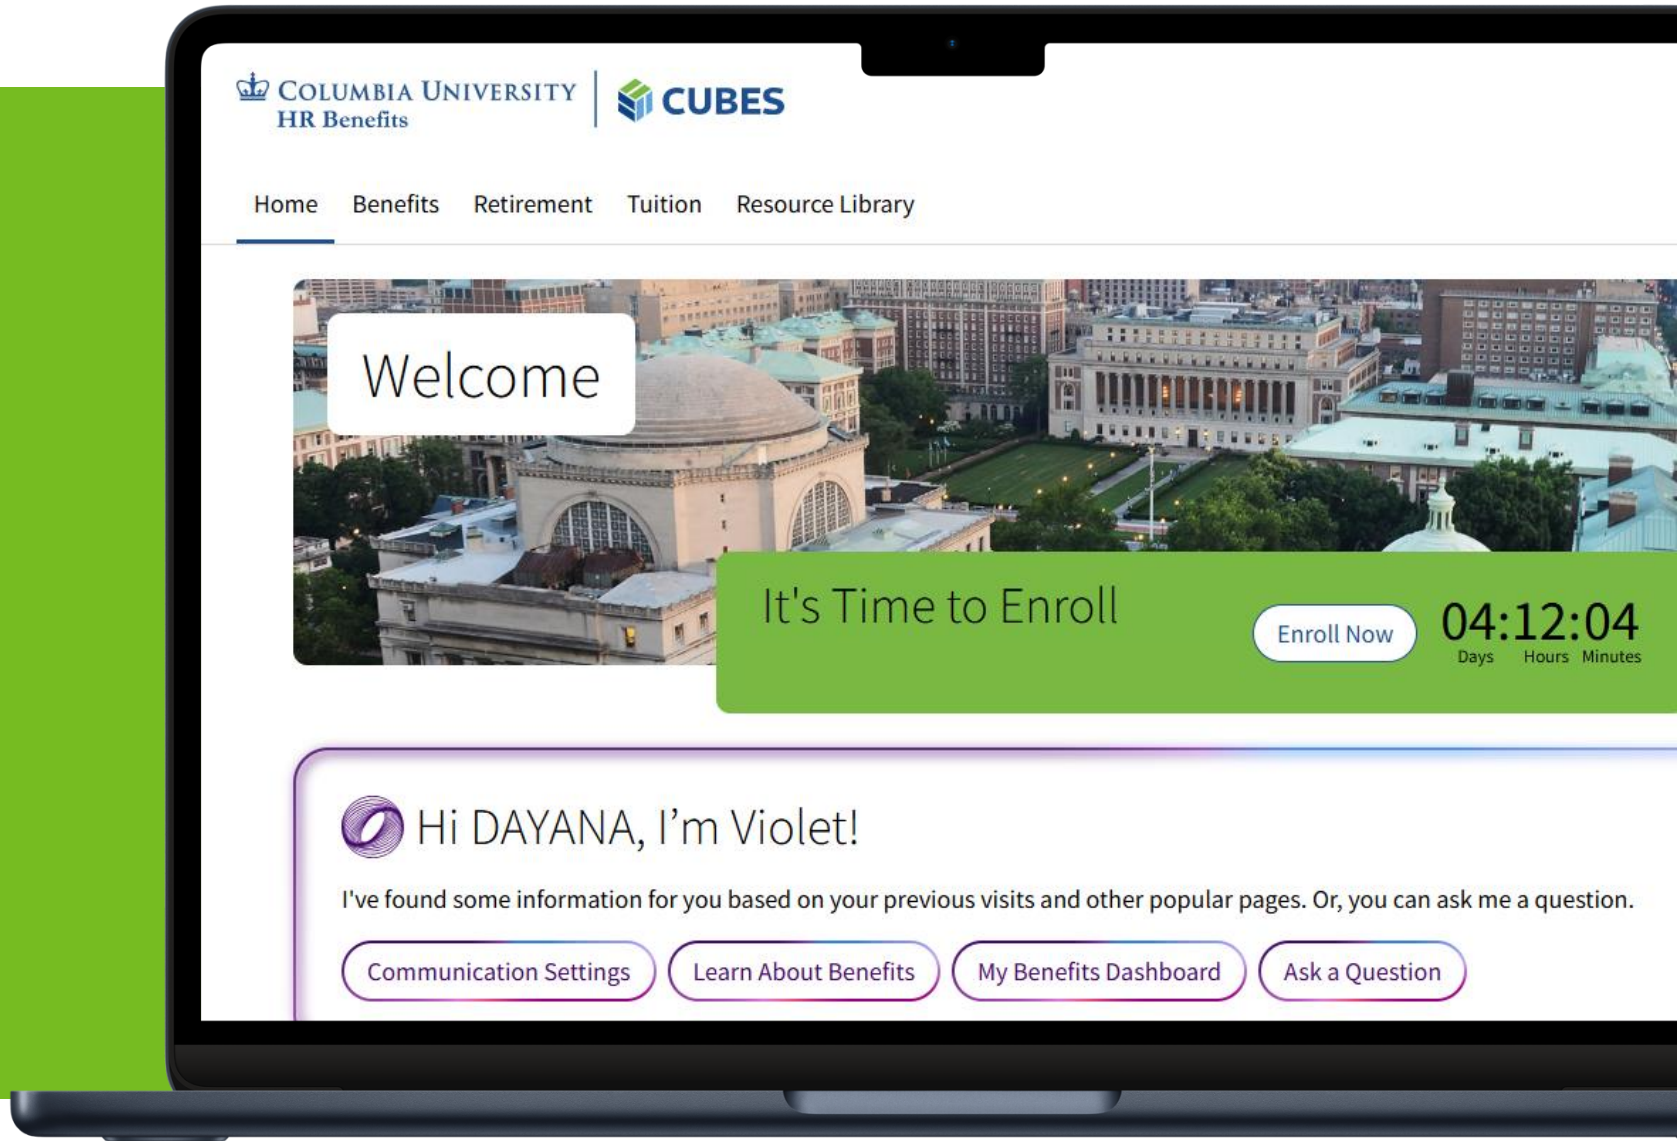 COLUMBIA UNIVERSITY
HR Benefits
CUBES
Home Benefits Retirement Tuition Resource Library
Welcome
It's Time to Enroll
Enroll Now
04:12:04
Days Hours Minutes
Hi DAYANA, I’m Violet!
I've found some information for you based on your previous visits and other popular pages. Or, you can ask me a question.
Communication Settings Learn About Benefits My Benefits Dashboard Ask a Question